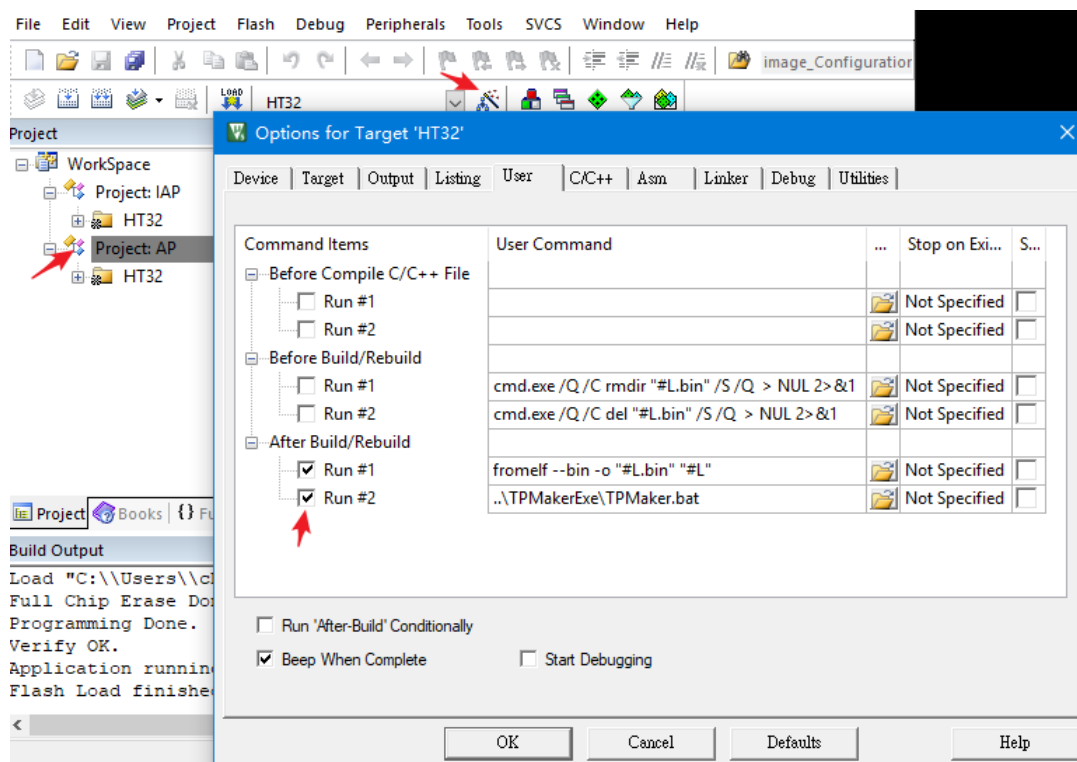 File Edit View Project Flash Debug Peripherals Tools SVCS Window Help
image_Configuration
LOAD HT32
Project
WorkSpace
Project: IAP
HT32
Project: AP
HT32
Project Books {} Fu
Options for Target 'HT32'
Device Target Output Listing User C/C++ Asm Linker Debug Utilities
Command Items User Command ... Stop on Exi... S...
Before Compile C/C++ File
Run #1 Not Specified
Run #2 Not Specified
Before Build/Rebuild
Run #1 cmd.exe /Q /C rmdir "#L.bin" /S /Q > NUL 2>&1 Not Specified
Run #2 cmd.exe /Q /C del "#L.bin" /S /Q > NUL 2>&1 Not Specified
After Build/Rebuild
Run #1 fromelf --bin -o "#L.bin" "#L" Not Specified
Run #2 ..\TPMakerExe\TPMaker.bat Not Specified
Run 'After-Build' Conditionally
Beep When Complete Start Debugging
OK Cancel Defaults Help
Build Output
Load "C:\\Users\\
Full Chip Erase
Programming Done.
Verify OK.
Application
Flash Load